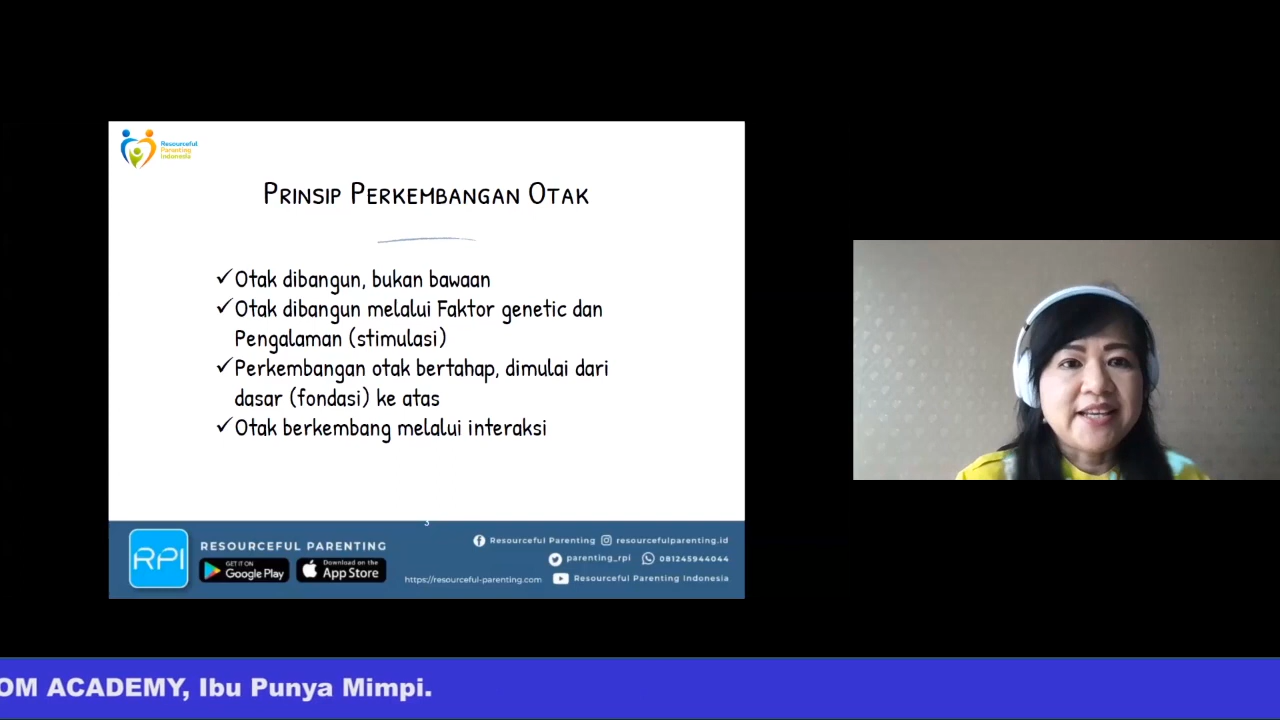 Resourceful
Parenting
Indonesia
PRINSIP PERKEMBANGAN OTAK
✓Otak dibangun, bukan bawaan
✓Otak dibangun melalui Faktor genetic dan
Pengalaman (stimulasi)
✓Perkembangan otak bertahap, dimulai dari
dasar (fondasi) ke atas
✓Otak berkembang melalui interaksi
3
RPI
RESOURCEFUL PARENTING
GET IT ON
Google Play
Download on the
App Store
Resourceful Parenting resourcefulparenting.id
parenting_rpi 081245944044
https://resourceful-parenting.com Resourceful Parenting Indonesia
OM ACADEMY, Ibu Punya Mimpi.